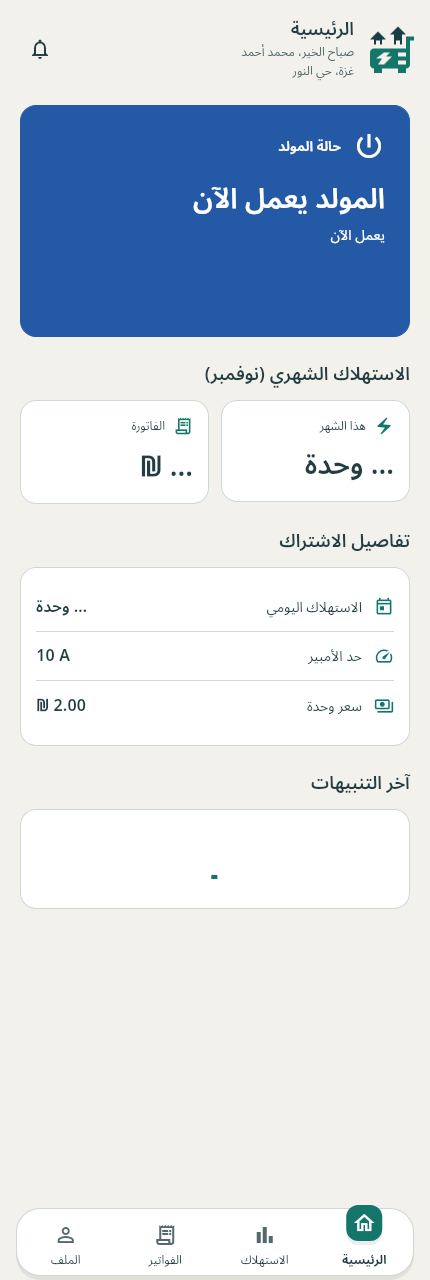 الرئيسية
صباح الخير، محمد أحمد
غزة، حي النور
حالة المولد
المولد يعمل الآن
يعمل الآن
الاستهلاك الشهري (نوفمبر)
هذا الشهر
... وحدة
الفاتورة
... ₪
تفاصيل الاشتراك
الاستهلاك اليومي
... وحدة
حد الأمبير
10 A
سعر وحدة
₪ 2.00
آخر التنبيهات
-
الرئيسية
الاستهلاك
الفواتير
الملف